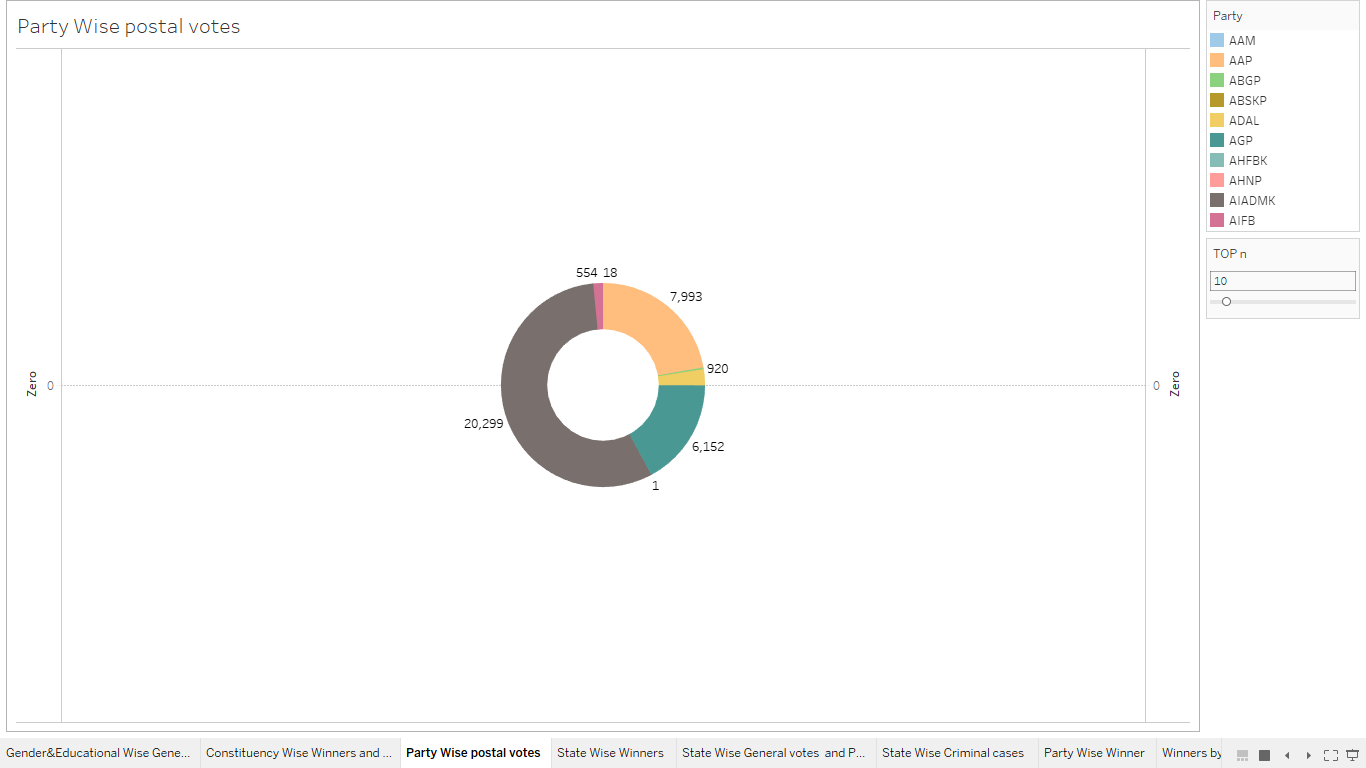 Party Wise postal votes
554 18
7,993
920
Zero 0
0 Zero
20,299
6,152
1
Party
AAM
AAP
ABGP
ABSKP
ADAL
AGP
AHFBK
AHNP
AIADMK
AIFB
TOP n
10
Gender&Educational Wise Gene... Constituency Wise Winners and ... Party Wise postal votes State Wise Winners State Wise General votes and P... State Wise Criminal cases Party Wise Winner Winners by